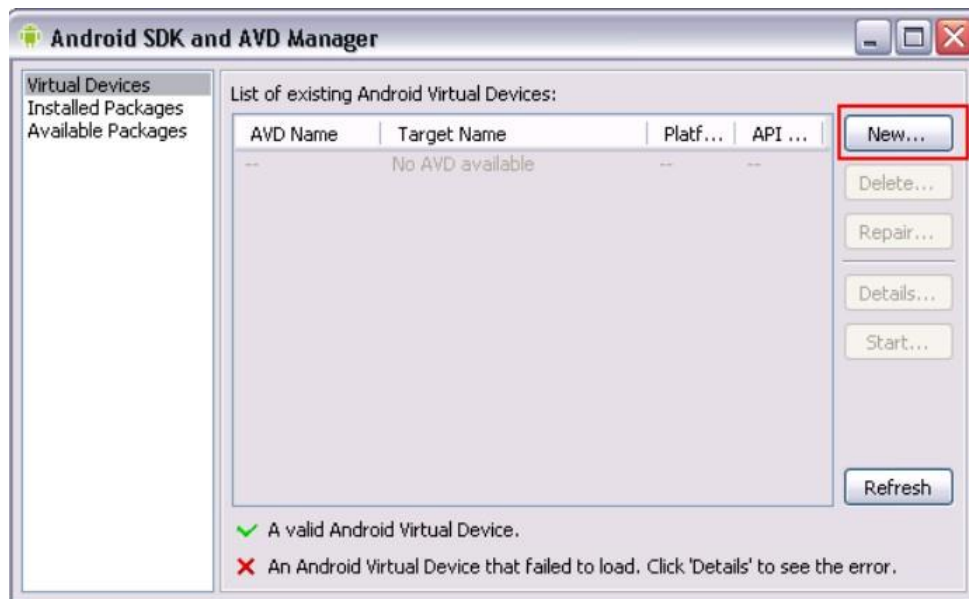 Android SDK and AVD Manager
Virtual Devices
Installed Packages
Available Packages
List of existing Android Virtual Devices:
AVD Name Target Name Platf... API ...
-- No AVD available -- --
New...
Delete...
Repair...
Details...
Start...
Refresh
A valid Android Virtual Device.
An Android Virtual Device that failed to load. Click 'Details' to see the error.